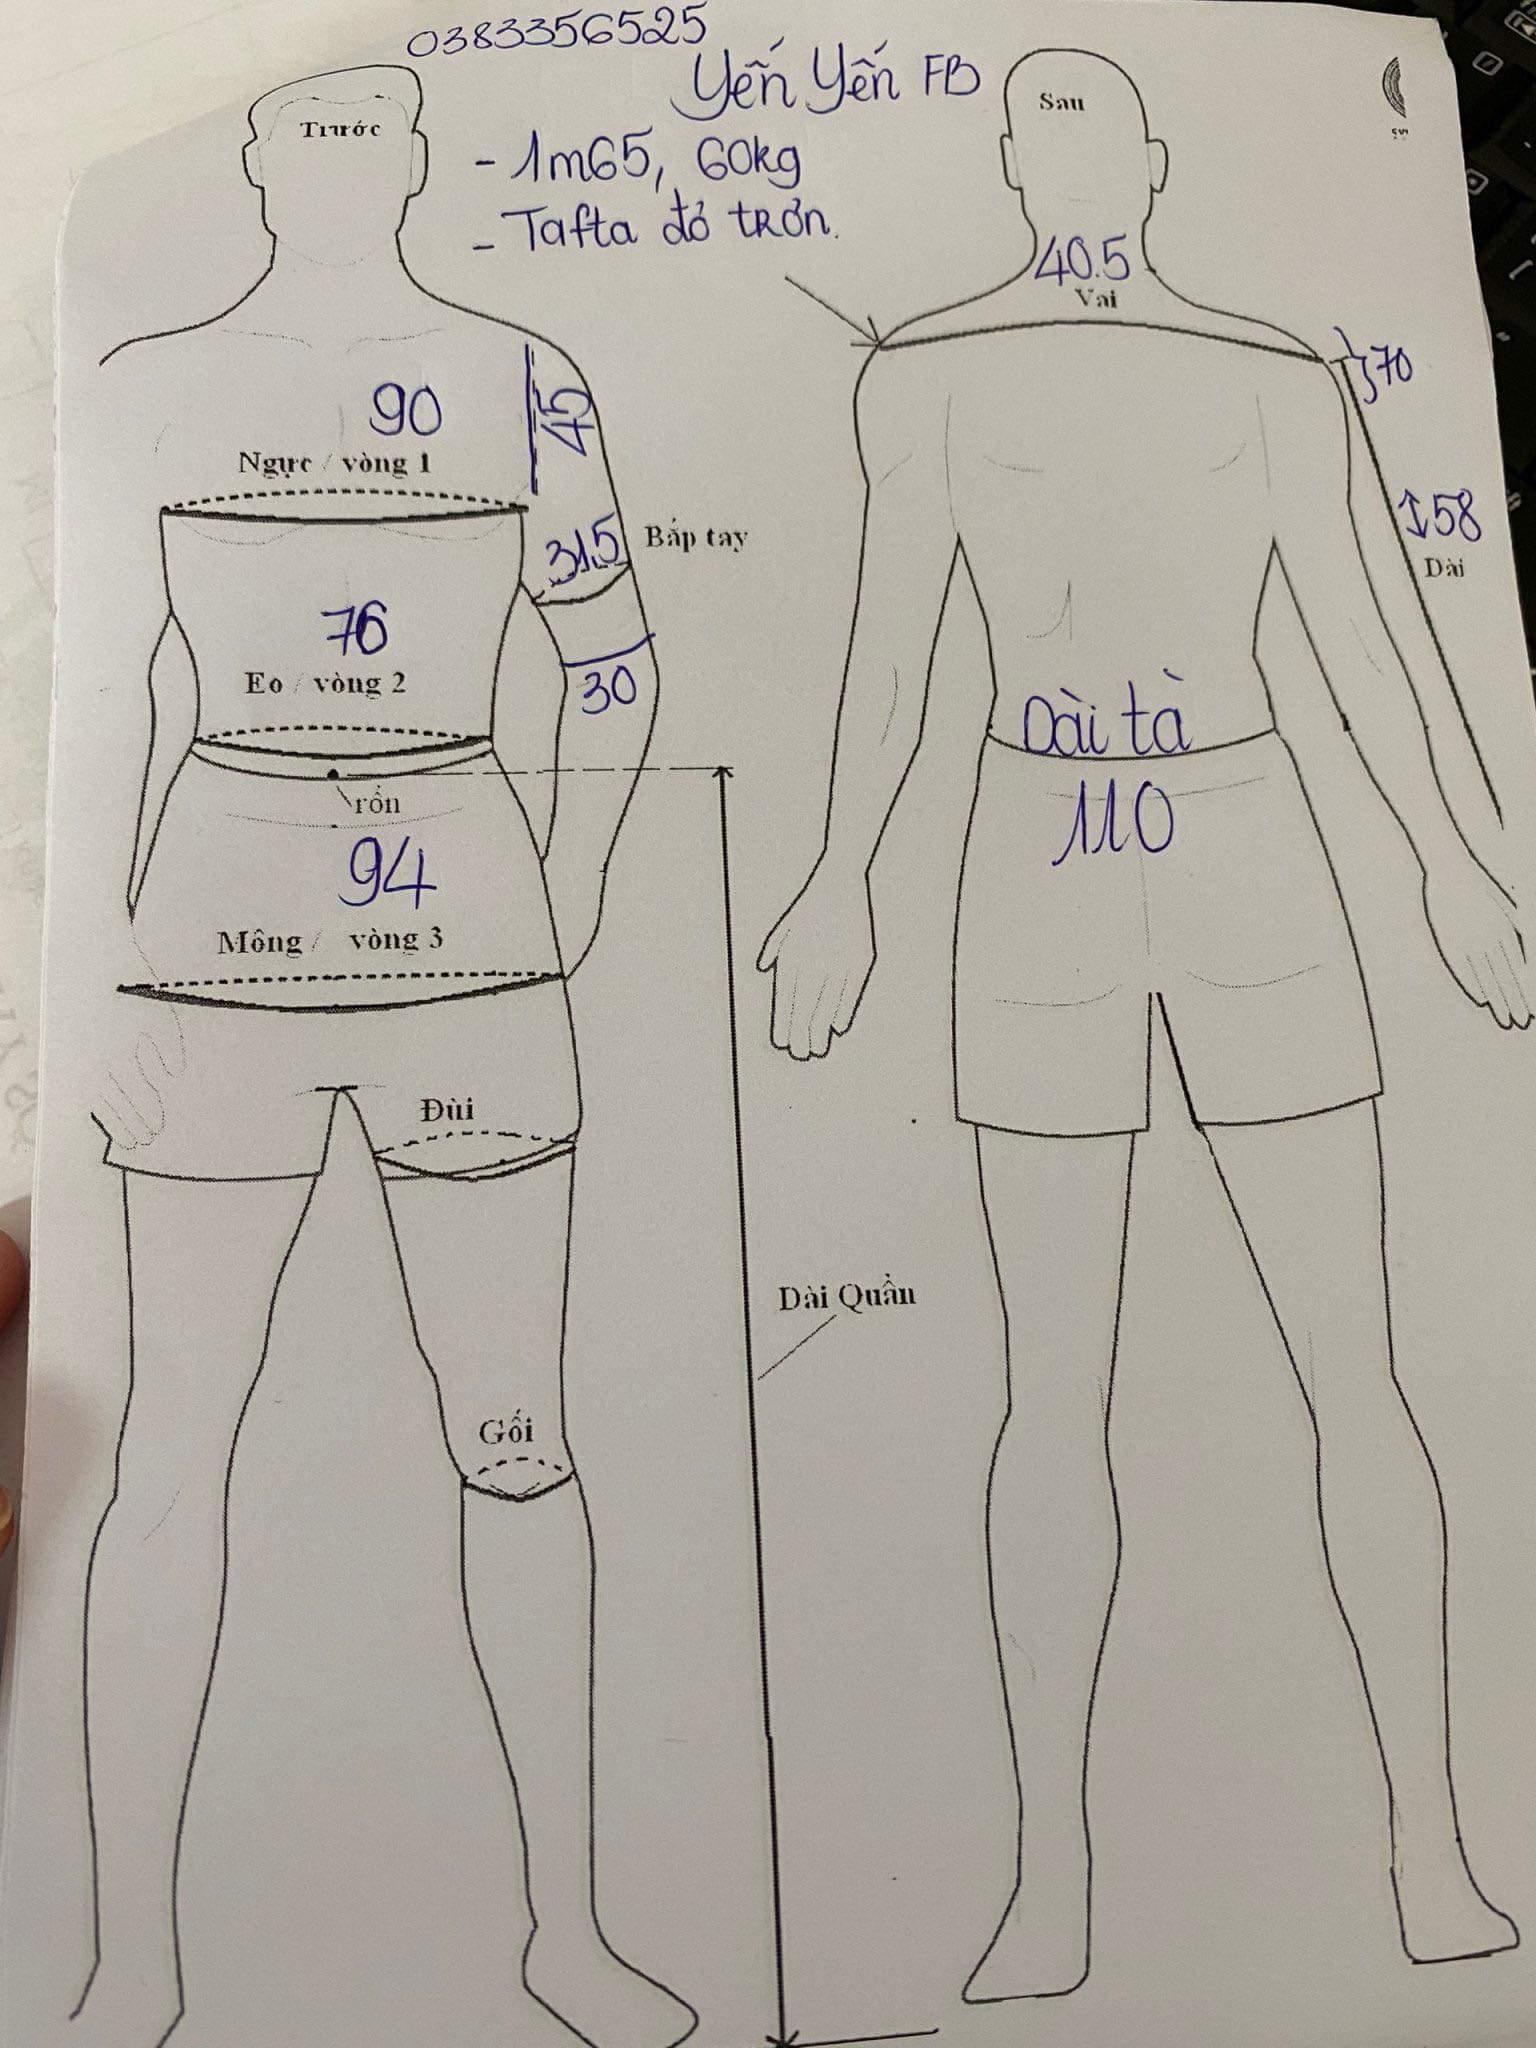 0383356525
Yến Yến FB
Trước
Sau
- 1m65, 60kg
- Tafta đỏ trơn.
40.5
Vai
70
90
45
Ngực / vòng 1
58
Dài
31.5
Bắp tay
76
Eo / vòng 2
30
Dài tà
110
rốn
94
Mông / vòng 3
Đùi
Dài Quần
Gối